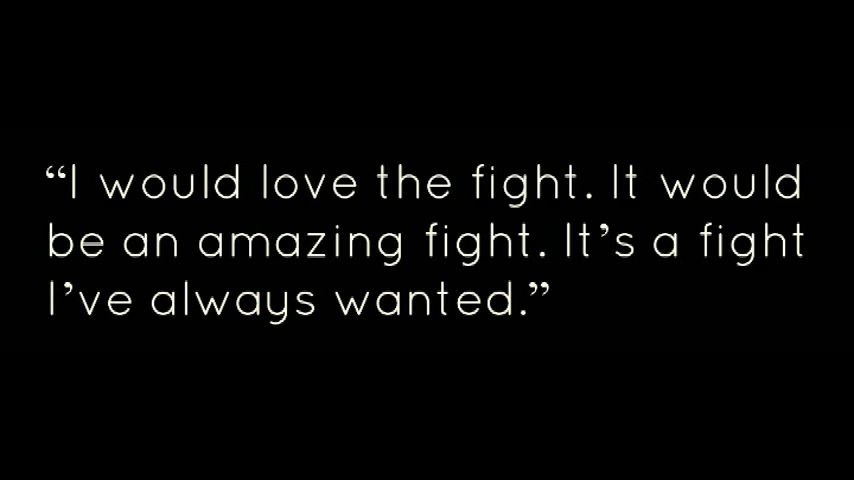 “I would love the fight. It would
be an amazing fight. It’s a fight
I’ve always wanted.”